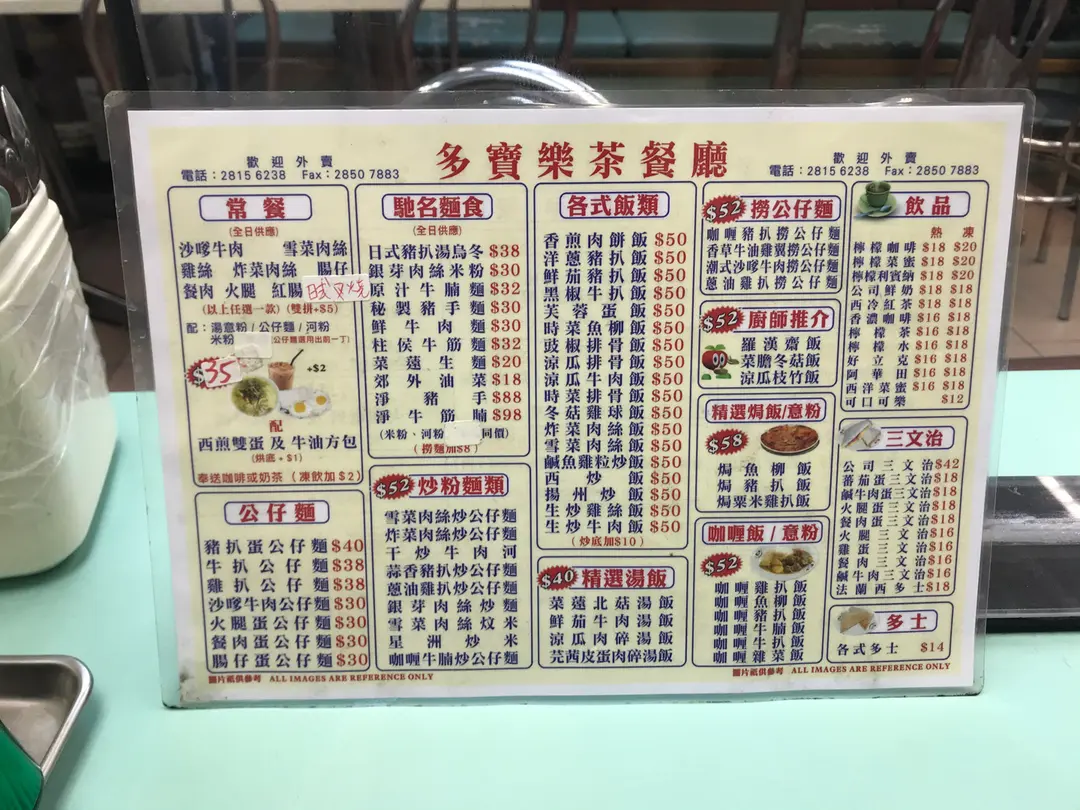 多寶樂茶餐廳
歡迎外賣
電話：2815 6238 Fax：2850 7883
歡迎外賣
電話：2815 6238 Fax：2850 7883
常餐
(全日供應)
沙嗲牛肉 雪菜肉絲
雞絲 炸菜肉絲 腸仔
餐肉 火腿 紅腸 或叉燒
(以上任選一款) (雙拼+$5)
配：湯意粉 / 公仔麵 / 河粉
米粉 (公仔麵選用出前一丁)
$35
+$2
配
西煎雙蛋及牛油方包
(烘底 + $1)
奉送咖啡或奶茶 (凍飲加 $2)
公仔麵
豬扒蛋公仔麵 $40
牛扒公仔麵 $38
雞扒公仔麵 $38
沙嗲牛肉公仔麵 $30
火腿蛋公仔麵 $30
餐肉蛋公仔麵 $30
腸仔蛋公仔麵 $30
馳名麵食
(全日供應)
日式豬扒湯烏冬 $38
銀芽肉絲米粉 $30
原汁牛腩麵 $32
秘製豬手麵 $30
鮮牛肉麵 $30
柱侯牛筋麵 $32
菜遠生麵 $20
郊外油菜 $18
淨豬手 $88
淨牛筋腩 $98
(米粉、河粉 同價)
(撈麵加$8)
$52 炒粉麵類
雪菜肉絲炒公仔麵
炸菜肉絲炒公仔麵
干炒牛肉河
蒜香豬扒炒公仔麵
蔥油雞扒炒公仔麵
銀芽肉絲炒麵
雪菜肉絲炆米
星洲炒米
咖喱牛腩炒公仔麵
各式飯類
香煎肉餅飯 $50
洋蔥豬扒飯 $50
鮮茄豬扒飯 $50
黑椒牛扒飯 $50
芙蓉蛋飯 $50
時菜魚柳飯 $50
豉椒排骨飯 $50
涼瓜排骨飯 $50
涼瓜牛肉飯 $50
時菜排骨飯 $50
冬菇雞球飯 $50
炸菜肉絲飯 $50
雪菜肉絲飯 $50
鹹魚雞粒炒飯 $50
西炒飯 $50
揚州炒飯 $50
生炒雞絲飯 $50
生炒牛肉飯 $50
(炒底加$10)
$40 精選湯飯
菜遠北菇湯飯
鮮茄牛肉湯飯
涼瓜肉碎湯飯
芫茜皮蛋肉碎湯飯
$52 撈公仔麵
咖喱豬扒撈公仔麵
香草牛油雞翼撈公仔麵
潮式沙嗲牛肉撈公仔麵
蔥油雞扒撈公仔麵
$52 廚師推介
羅漢齋飯
菜膽冬菇飯
涼瓜枝竹飯
精選焗飯/意粉
$58
焗魚柳飯
焗豬扒飯
焗粟米雞扒飯
咖喱飯 / 意粉
$52
咖喱雞扒飯
咖喱魚柳飯
咖喱豬扒飯
咖喱牛腩飯
咖喱牛扒飯
咖喱雜菜飯
飲品
熱 凍
檸檬咖啡 $18 $20
檸檬菜蜜 $18 $20
檸檬利賓納 $18 $20
公司鮮奶 $18 $18
西冷紅茶 $18 $18
香濃咖啡 $16 $18
檸檬茶 $16 $18
檸檬水 $16 $18
好立克 $16 $18
阿華田 $16 $18
西洋菜蜜 $16 $18
可口可樂 $12
三文治
公司三文治 $42
蕃茄蛋三文治 $18
鹹牛肉蛋三文治 $18
火腿蛋三文治 $18
餐肉蛋三文治 $18
火腿三文治 $16
雞蛋三文治 $16
餐肉三文治 $16
鹹牛肉三文治 $16
法蘭西多士 $18
多士
各式多士 $14
圖片祇供參考 ALL IMAGES ARE REFERENCE ONLY
圖片祇供參考 ALL IMAGES ARE REFERENCE ONLY